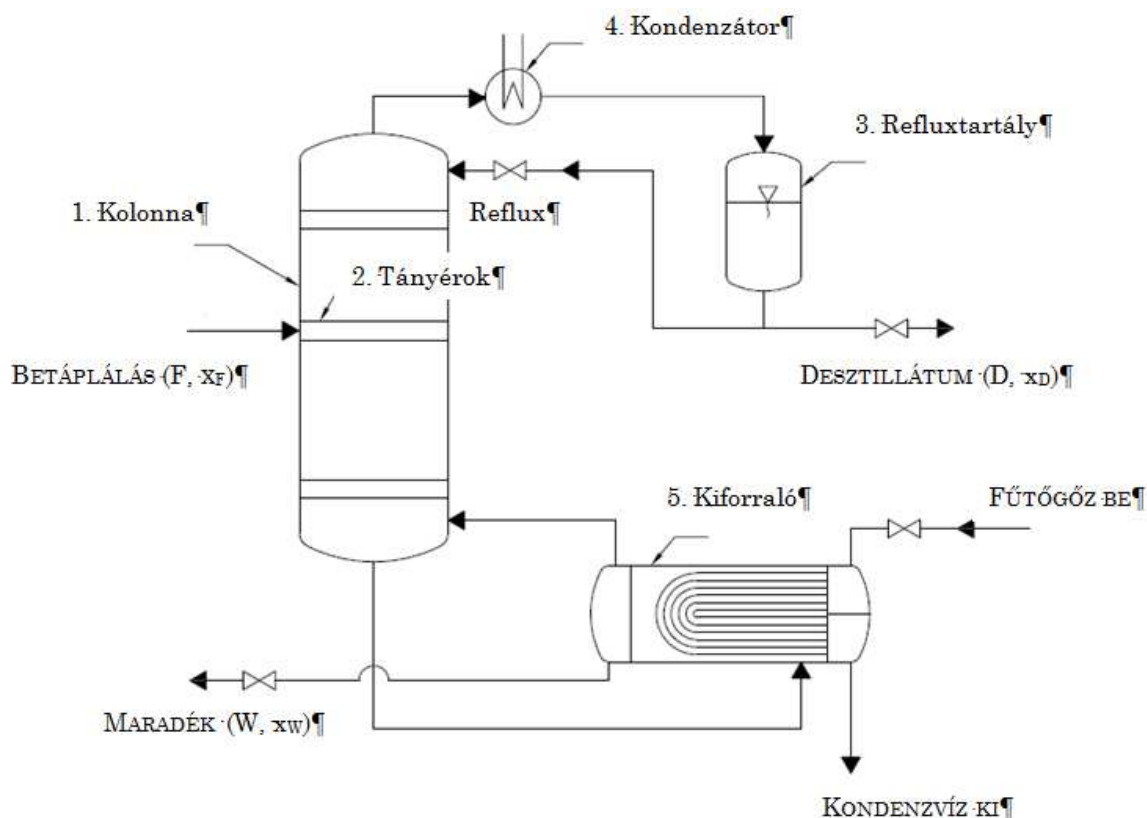 4. Kondenzátor¶
3. Refluxtartály¶
1. Kolonna¶
Reflux¶
2. Tányérok¶
BETÁPLÁLÁS (F, xF)¶
DESZTILLÁTUM (D, xD)¶
5. Kiforraló¶
FŰTŐGŐZ BE¶
MARADÉK (W, xW)¶
KONDENZVÍZ KI¶